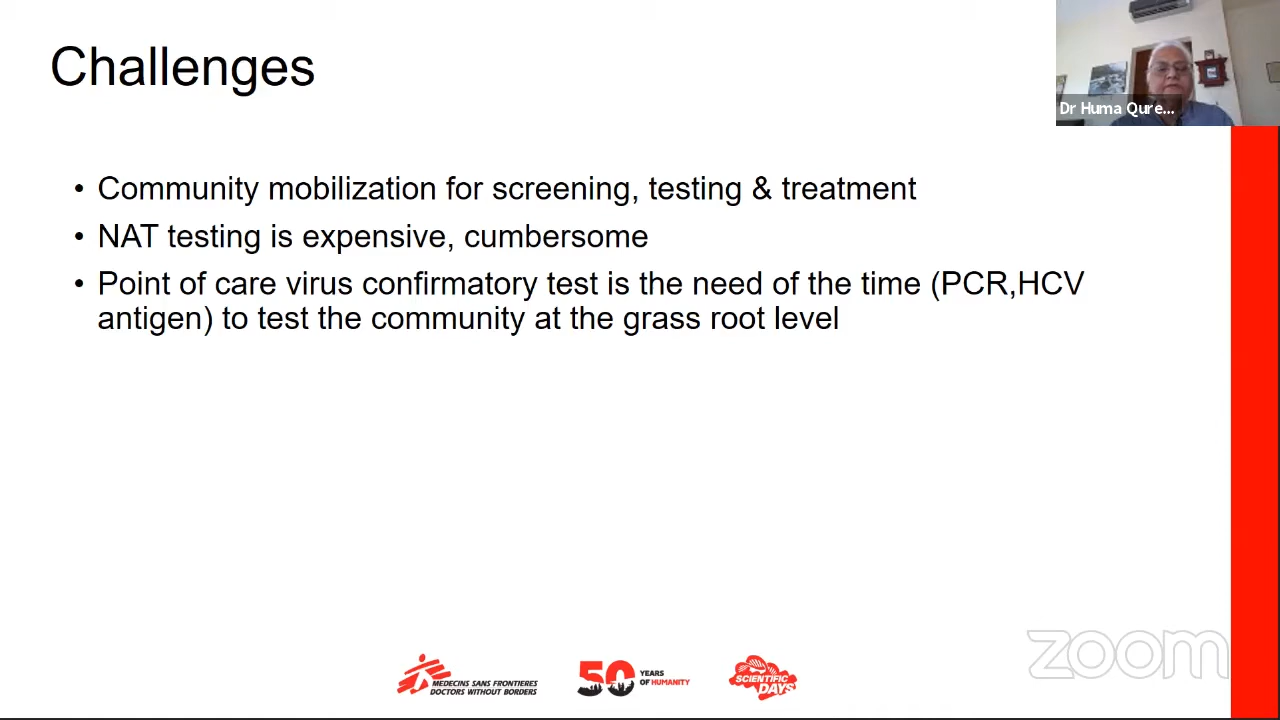 Challenges
Dr Huma Qure...
• Community mobilization for screening, testing & treatment
• NAT testing is expensive, cumbersome
• Point of care virus confirmatory test is the need of the time (PCR,HCV
antigen) to test the community at the grass root level
zoom
MEDECINS SANS FRONTIERES
DOCTORS WITHOUT BORDERS
50 YEARS
OF HUMANITY
SCIENTIFIC
DAYS